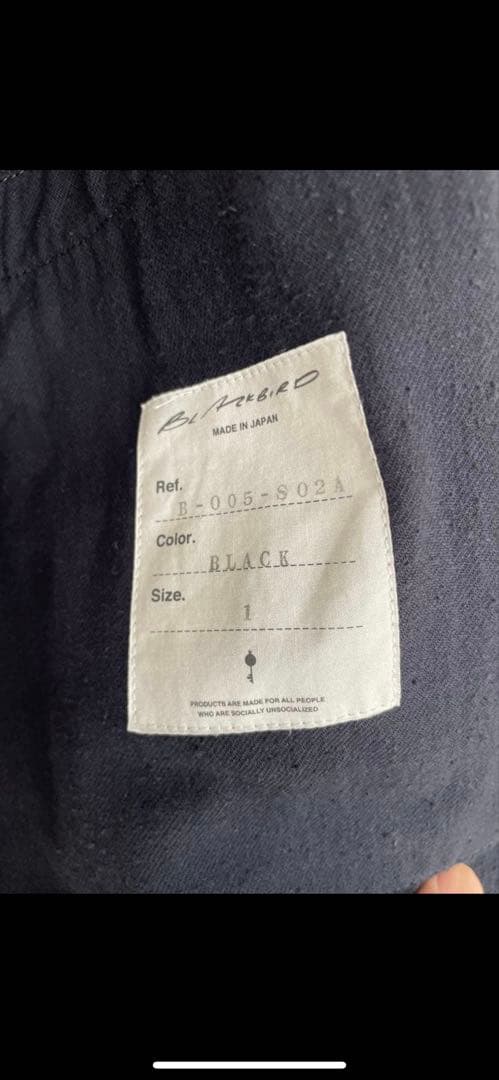 BLACKBIRD
MADE IN JAPAN
Ref.
B-005-S02A
Color.
BLACK
Size.
1
PRODUCTS ARE MADE FOR ALL PEOPLE
WHO ARE SOCIALLY UNSOCIALIZED